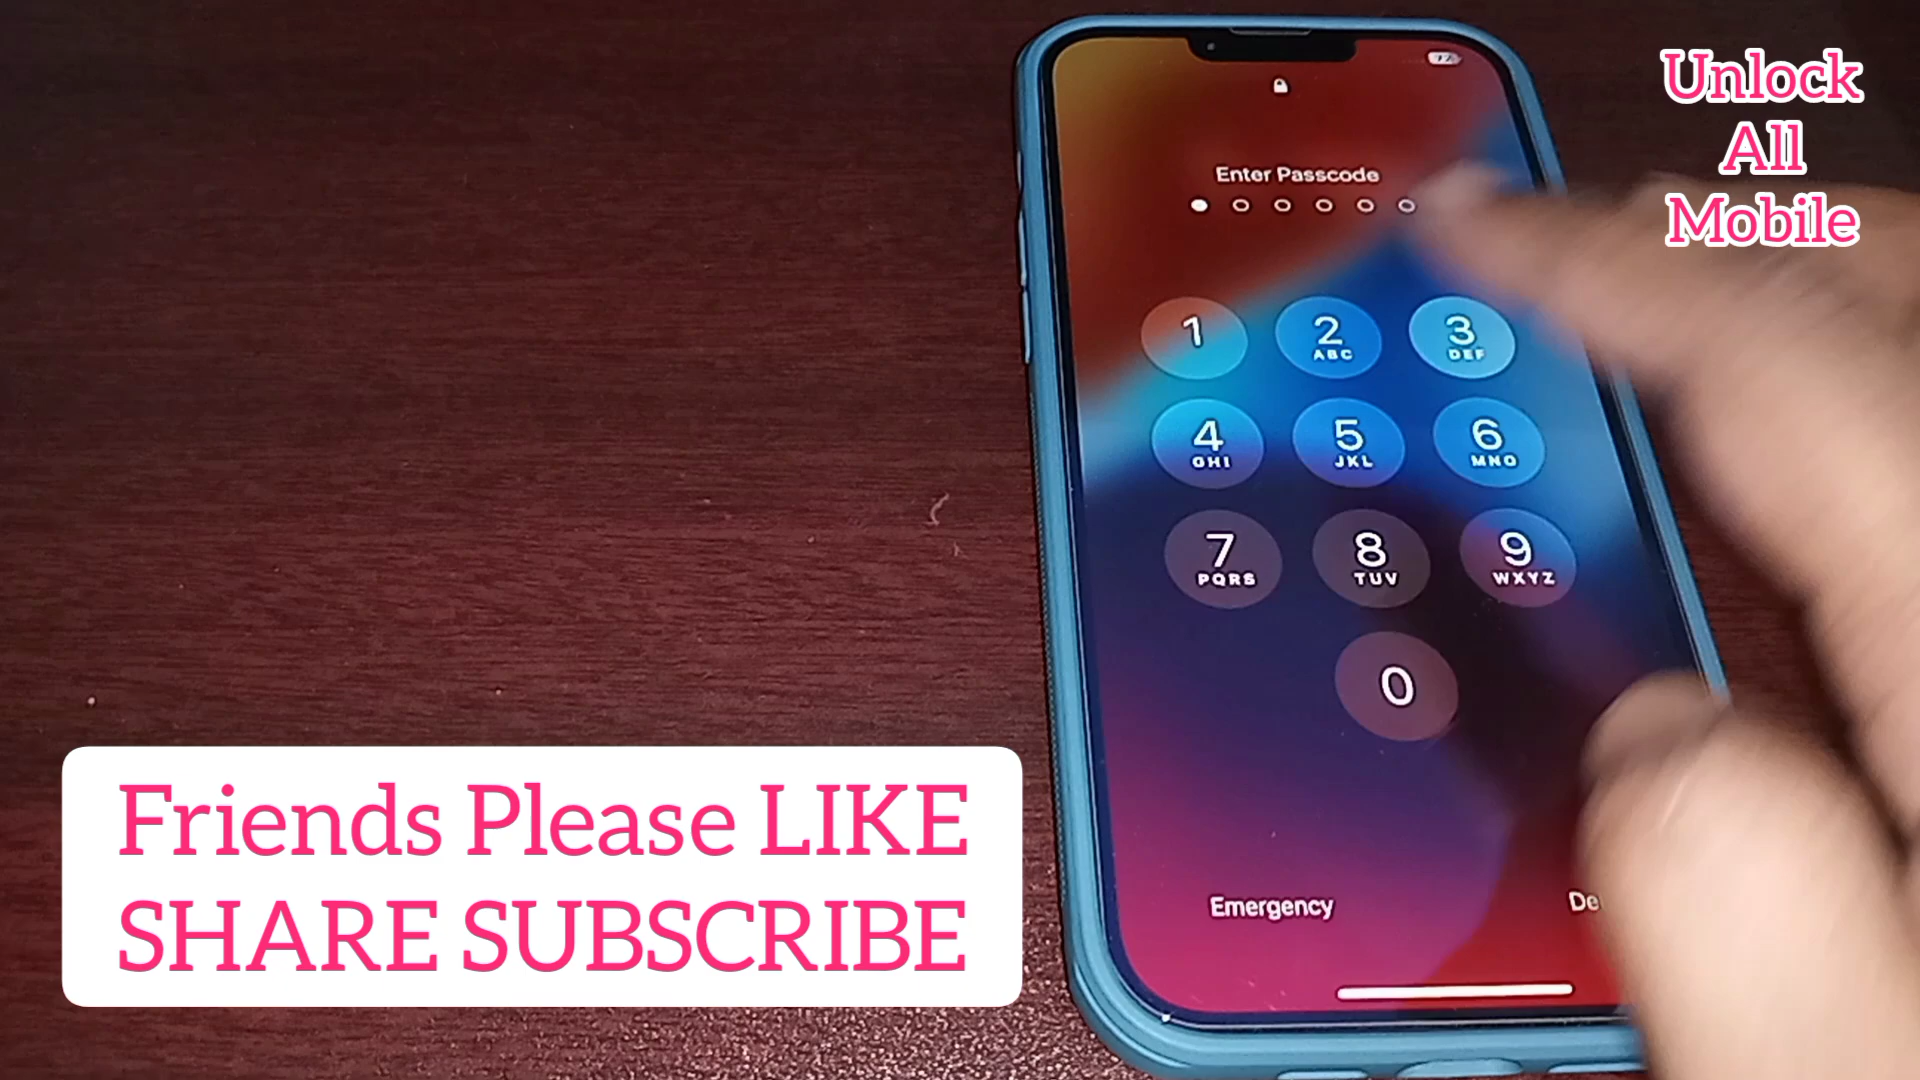 Unlock
All
Mobile
Enter Passcode
1
2
ABC
3
DEF
4
GHI
5
JKL
6
MNO
7
PQRS
8
TUV
9
WXYZ
0
Emergency
Friends Please LIKE
SHARE SUBSCRIBE